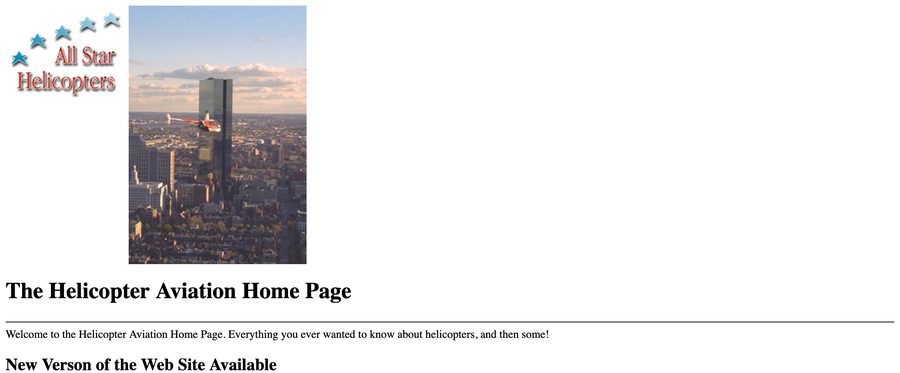 All Star
Helicopters
The Helicopter Aviation Home Page
Welcome to the Helicopter Aviation Home Page. Everything you ever wanted to know about helicopters, and then some!
New Verson of the Web Site Available